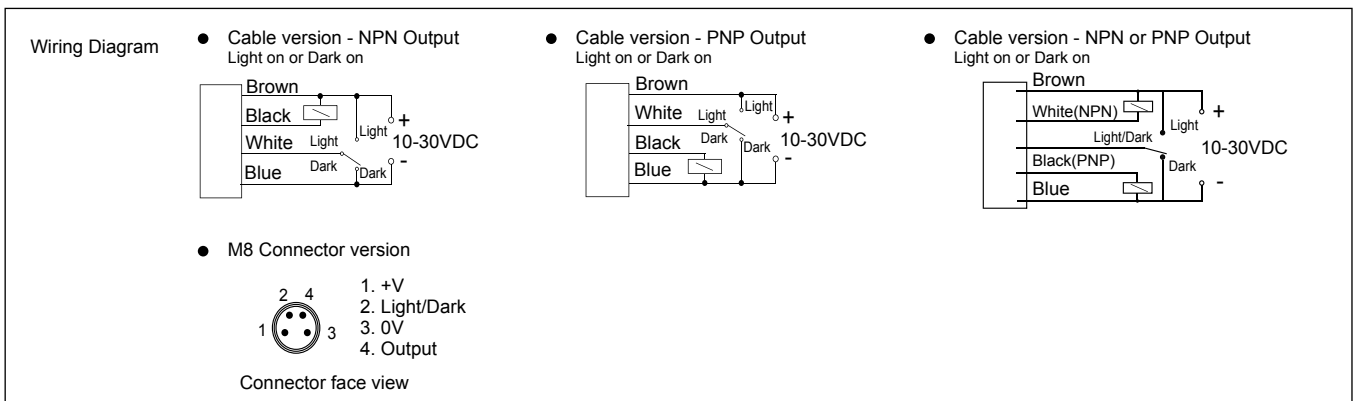 Wiring Diagram
● Cable version - NPN Output
Light on or Dark on
Brown
Black
White Light Light
Dark Dark
Blue
+
10-30VDC
-
● Cable version - PNP Output
Light on or Dark on
Brown
White Light Light
Black Dark Dark
Blue
+
10-30VDC
-
● Cable version - NPN or PNP Output
Light on or Dark on
Brown
White(NPN)
Light
Light/Dark
Black(PNP)
Dark
Blue
+
10-30VDC
-
● M8 Connector version
2 4
1 3
1. +V
2. Light/Dark
3. 0V
4. Output
Connector face view